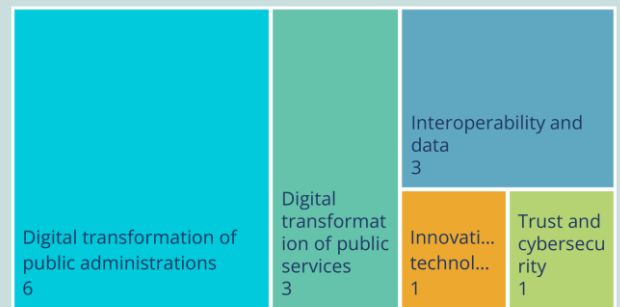 Digital transformation of
public administrations
6
Digital
transformat
ion of public
services
3
Interoperability and
data
3
Innovati...
technol...
1
Trust and
cybersecu
rity
1